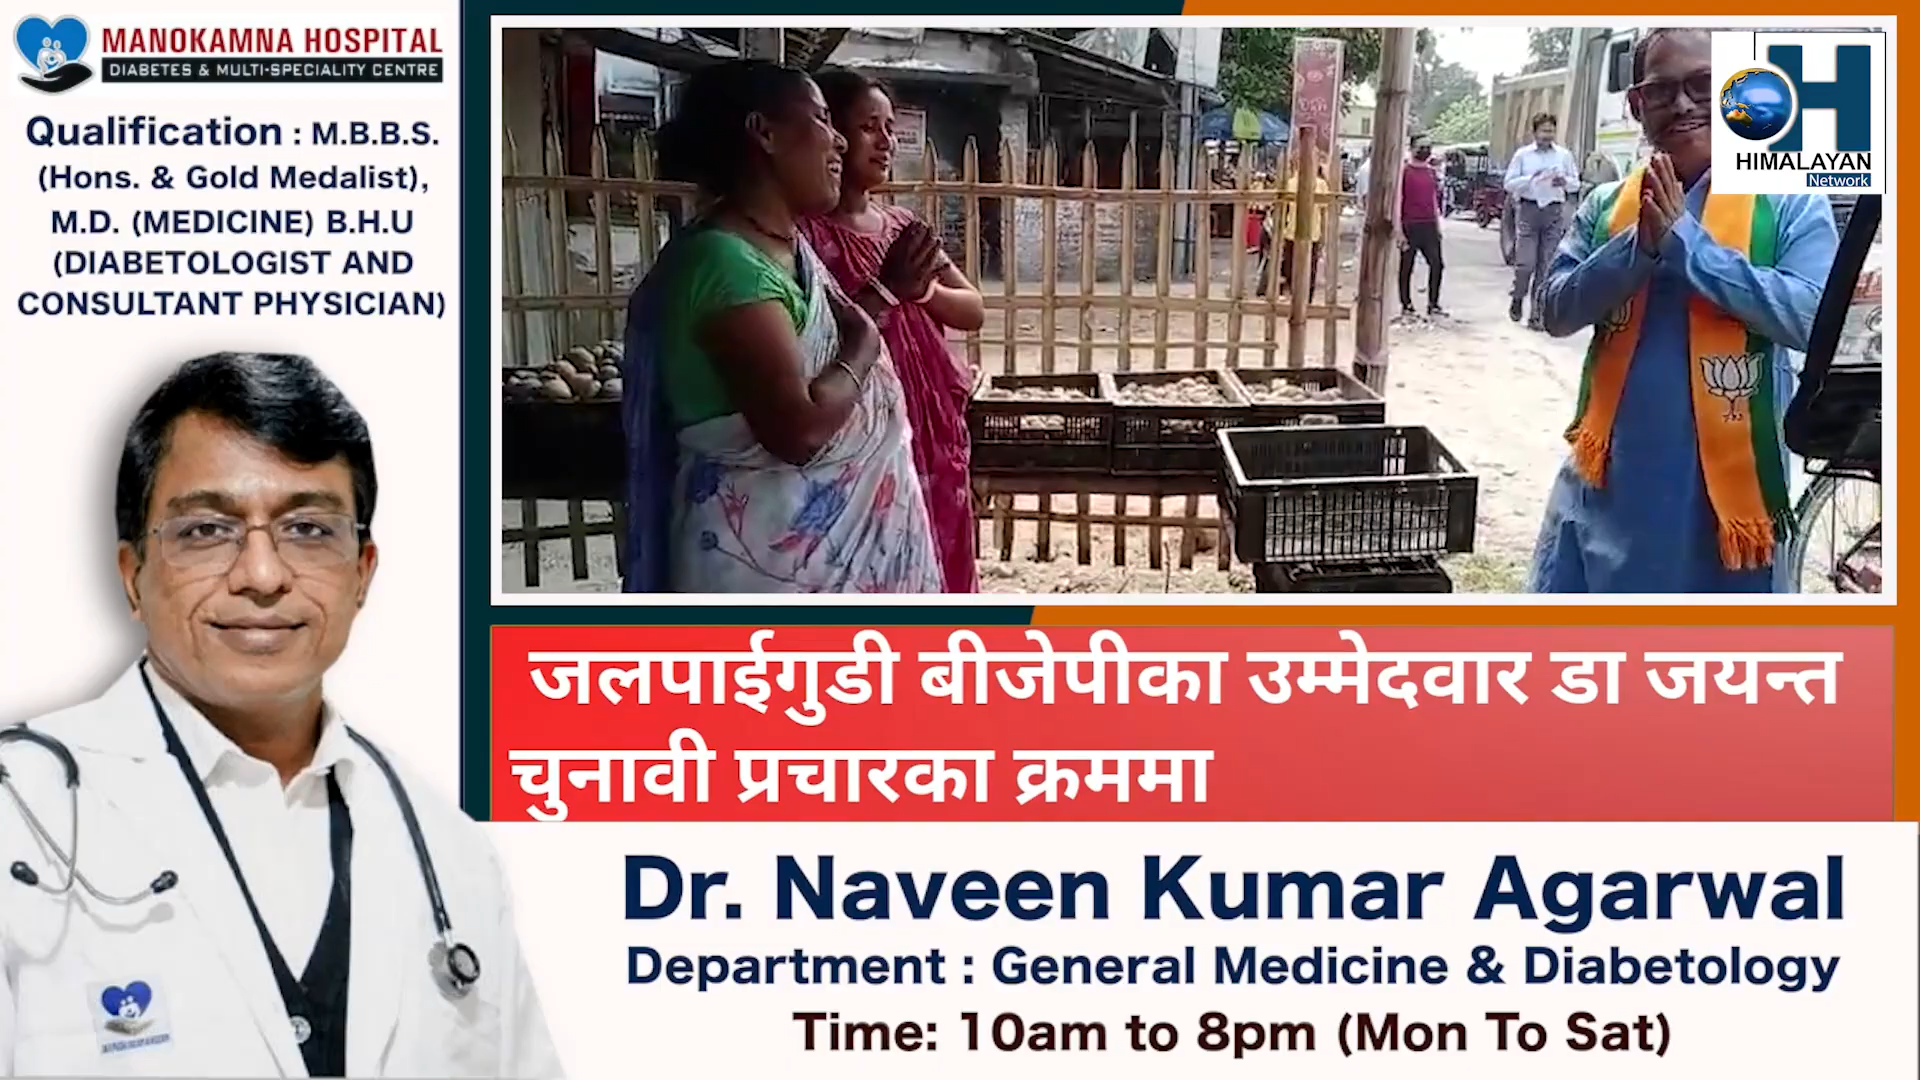 MANOKAMNA HOSPITAL
DIABETES & MULTI-SPECIALITY CENTRE
Qualification : M.B.B.S.
(Hons. & Gold Medalist),
M.D. (MEDICINE) B.H.U
(DIABETOLOGIST AND
CONSULTANT PHYSICIAN)
H
HIMALAYAN
Network
जलपाईगुडी बीजेपीका उम्मेदवार डा जयन्त
चुनावी प्रचारका क्रममा
Dr. Naveen Kumar Agarwal
Department : General Medicine & Diabetology
Time: 10am to 8pm (Mon To Sat)